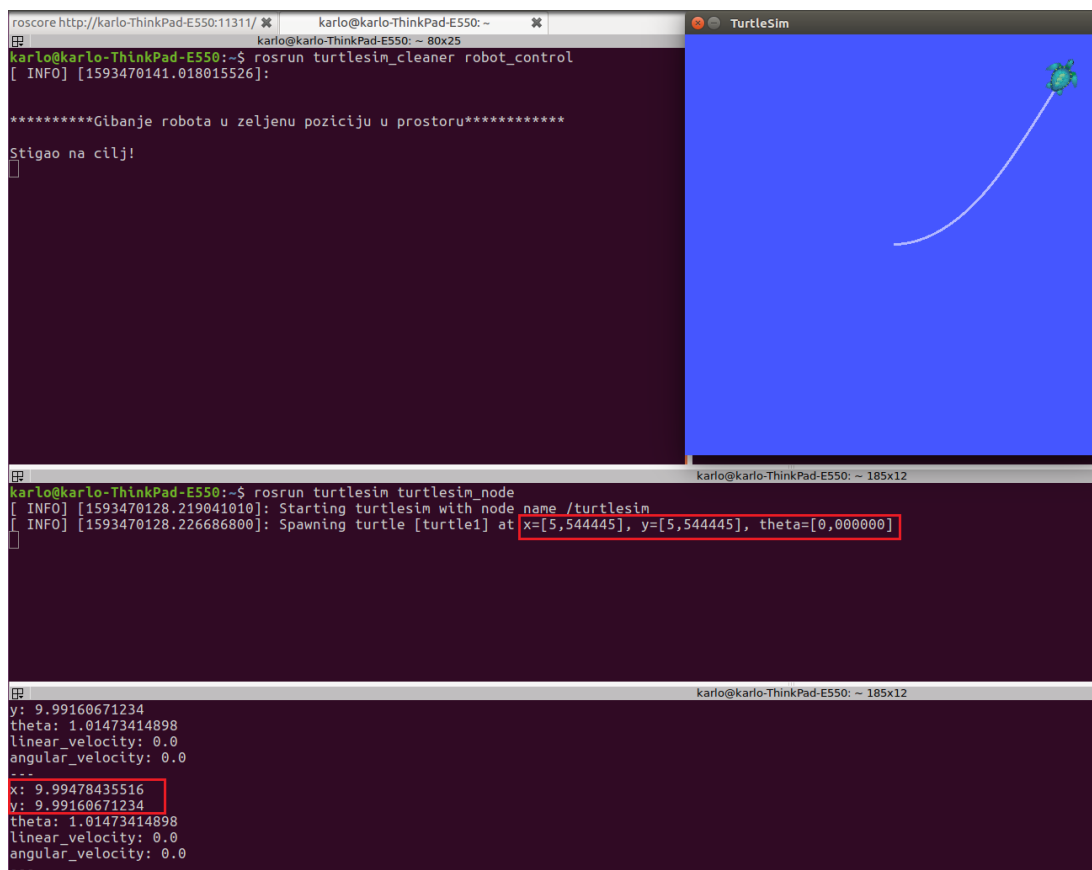 roscore http://karlo-ThinkPad-E550:11311/
karlo@karlo-ThinkPad-E550: ~
TurtleSim
karlo@karlo-ThinkPad-E550: ~ 80x25
karlo@karlo-ThinkPad-E550:~$ rosrun turtlesim_cleaner robot_control
[ INFO] [1593470141.018015526]:
**********Gibanje robota u zeljenu poziciju u prostoru************
Stigao na cilj!
karlo@karlo-ThinkPad-E550: ~ 185x12
karlo@karlo-ThinkPad-E550:~$ rosrun turtlesim turtlesim_node
[ INFO] [1593470128.219041010]: Starting turtlesim with node name /turtlesim
[ INFO] [1593470128.226686800]: Spawning turtle [turtle1] at x=[5,544445], y=[5,544445], theta=[0,000000]
karlo@karlo-ThinkPad-E550: ~ 185x12
y: 9.99160671234
theta: 1.01473414898
linear_velocity: 0.0
angular_velocity: 0.0
---
x: 9.99478435516
y: 9.99160671234
theta: 1.01473414898
linear_velocity: 0.0
angular_velocity: 0.0
---